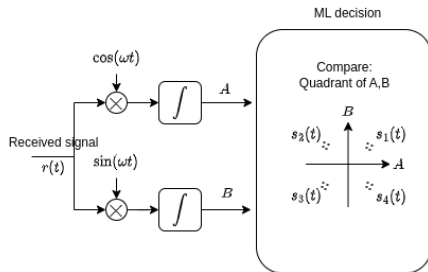 ML decision
cos(ωt)
Compare:
Quadrant of A,B
∫
A
B
s₂(t)
s₁(t)
Received signal
r(t)
sin(ωt)
A
s₃(t)
s₄(t)
∫
B